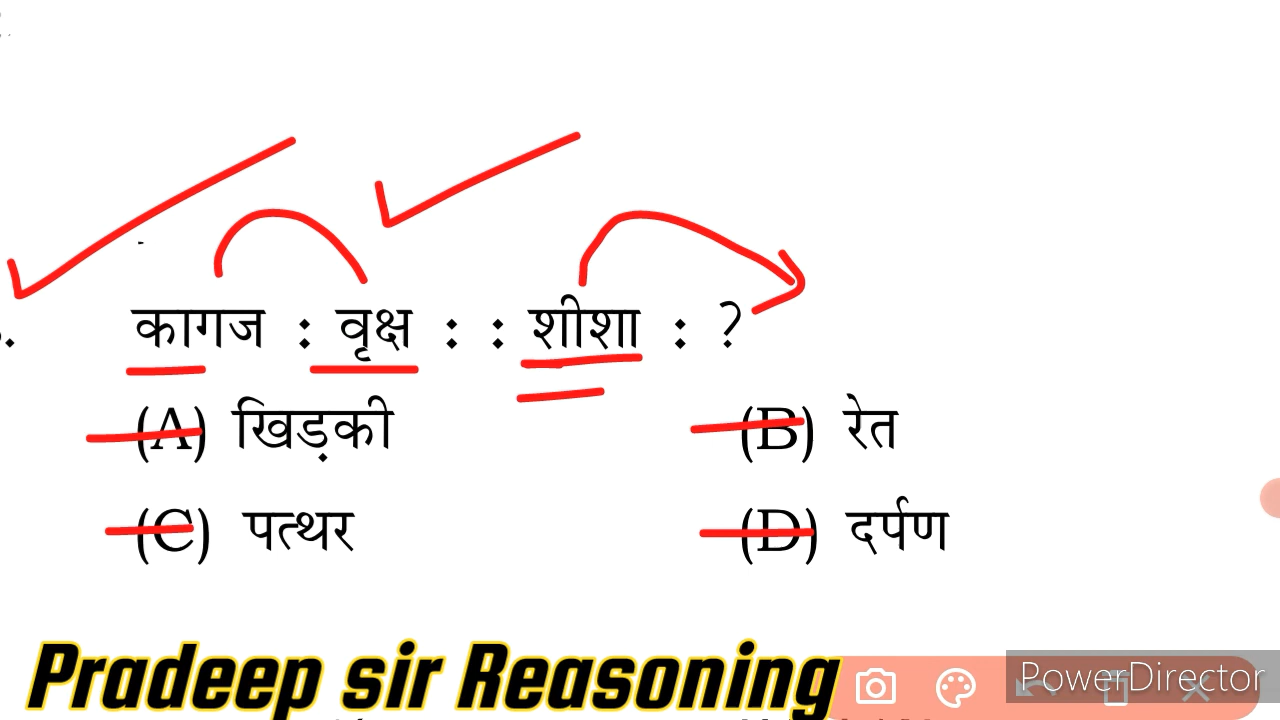 कागज : वृक्ष : : शीशा : ?
(A) खिड़की (B) रेत
(C) पत्थर (D) दर्पण
Pradeep sir Reasoning
PowerDirector